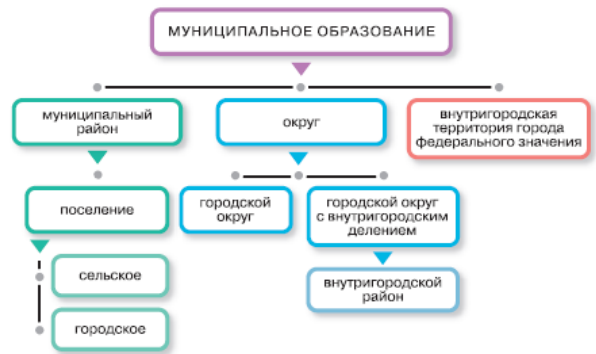 МУНИЦИПАЛЬНОЕ ОБРАЗОВАНИЕ
муниципальный
район
округ
внутригородская
территория города
федерального значения
поселение
городской
округ
городской округ
с внутригородским
делением
сельское
внутригородской
район
городское